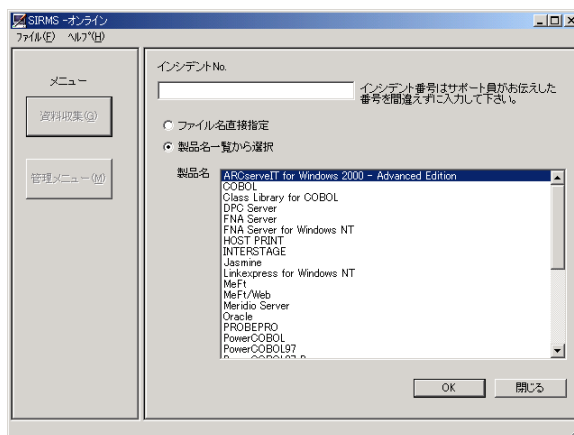 SIRMS -オンライン
ファイル(F) ヘルプ(H)
メニュー
資料収集(G)
管理メニュー(M)
インシデントNo.
インシデント番号はサポート員がお伝えした
番号を間違えずに入力して下さい。
ファイル名直接指定
製品名一覧から選択
製品名
ARCserveIT for Windows 2000 - Advanced Edition
COBOL
Class Library for COBOL
DPC Server
FNA Server
FNA Server for Windows NT
HOST PRINT
INTERSTAGE
Jasmine
Linkexpress for Windows NT
MeFt
MeFt/Web
Meridio Server
Oracle
PROBEPRO
PowerCOBOL
PowerCOBOL97
OK
閉じる